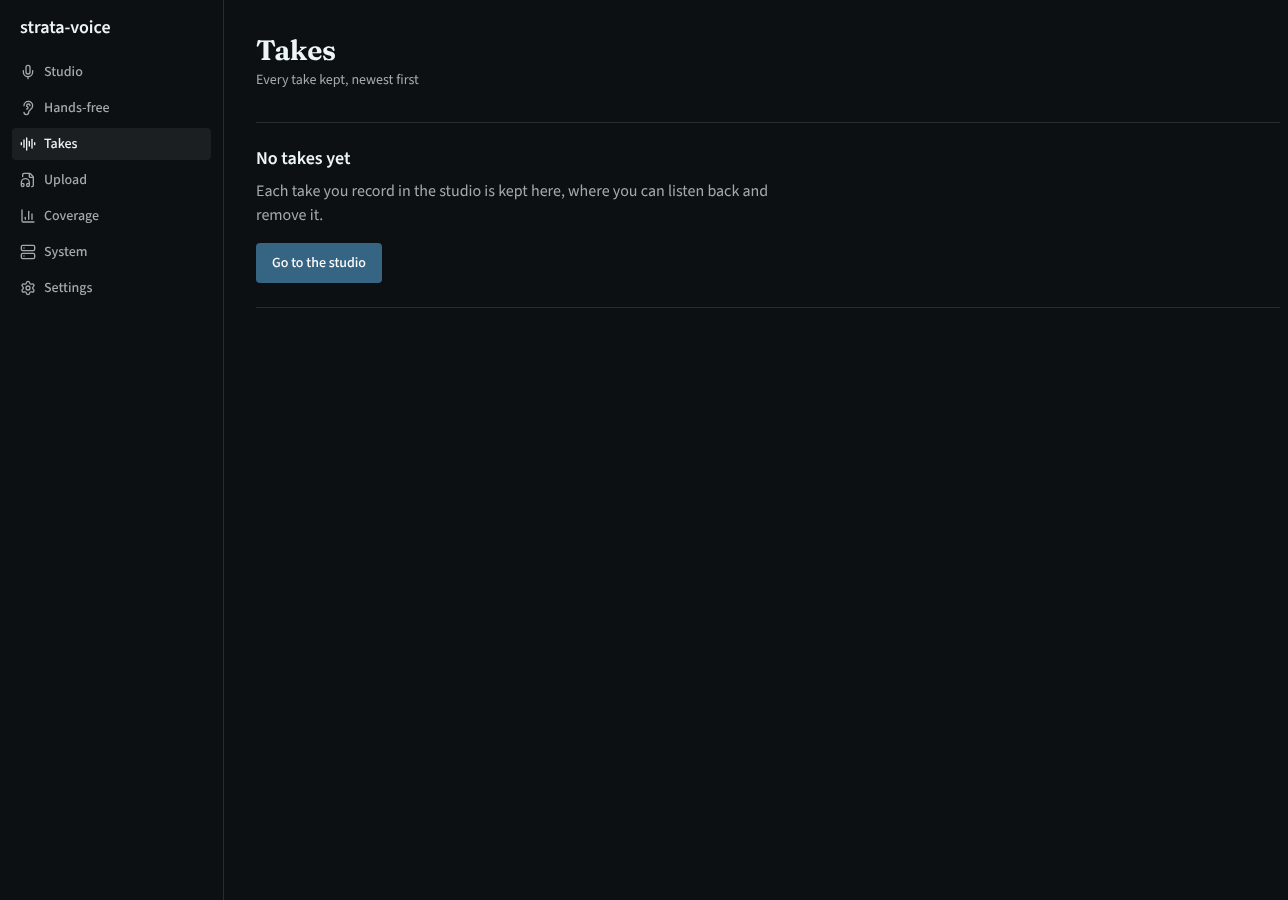 strata-voice
Studio
Hands-free
Takes
Upload
Coverage
System
Settings
Takes
Every take kept, newest first
No takes yet
Each take you record in the studio is kept here, where you can listen back and
remove it.
Go to the studio